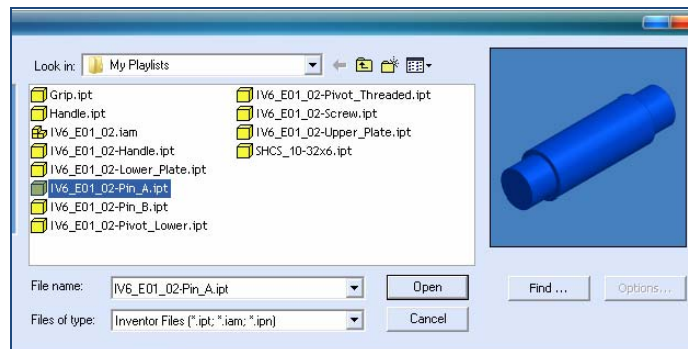 Look in: My Playlists
Grip.ipt
Handle.ipt
IV6_E01_02.iam
IV6_E01_02-Handle.ipt
IV6_E01_02-Lower_Plate.ipt
IV6_E01_02-Pin_A.ipt
IV6_E01_02-Pin_B.ipt
IV6_E01_02-Pivot_Lower.ipt
IV6_E01_02-Pivot_Threaded.ipt
IV6_E01_02-Screw.ipt
IV6_E01_02-Upper_Plate.ipt
SHCS_10-32x6.ipt
File name: IV6_E01_02-Pin_A.ipt Open Find ... Options...
Files of type: Inventor Files (*.ipt; *.iam; *.ipn) Cancel